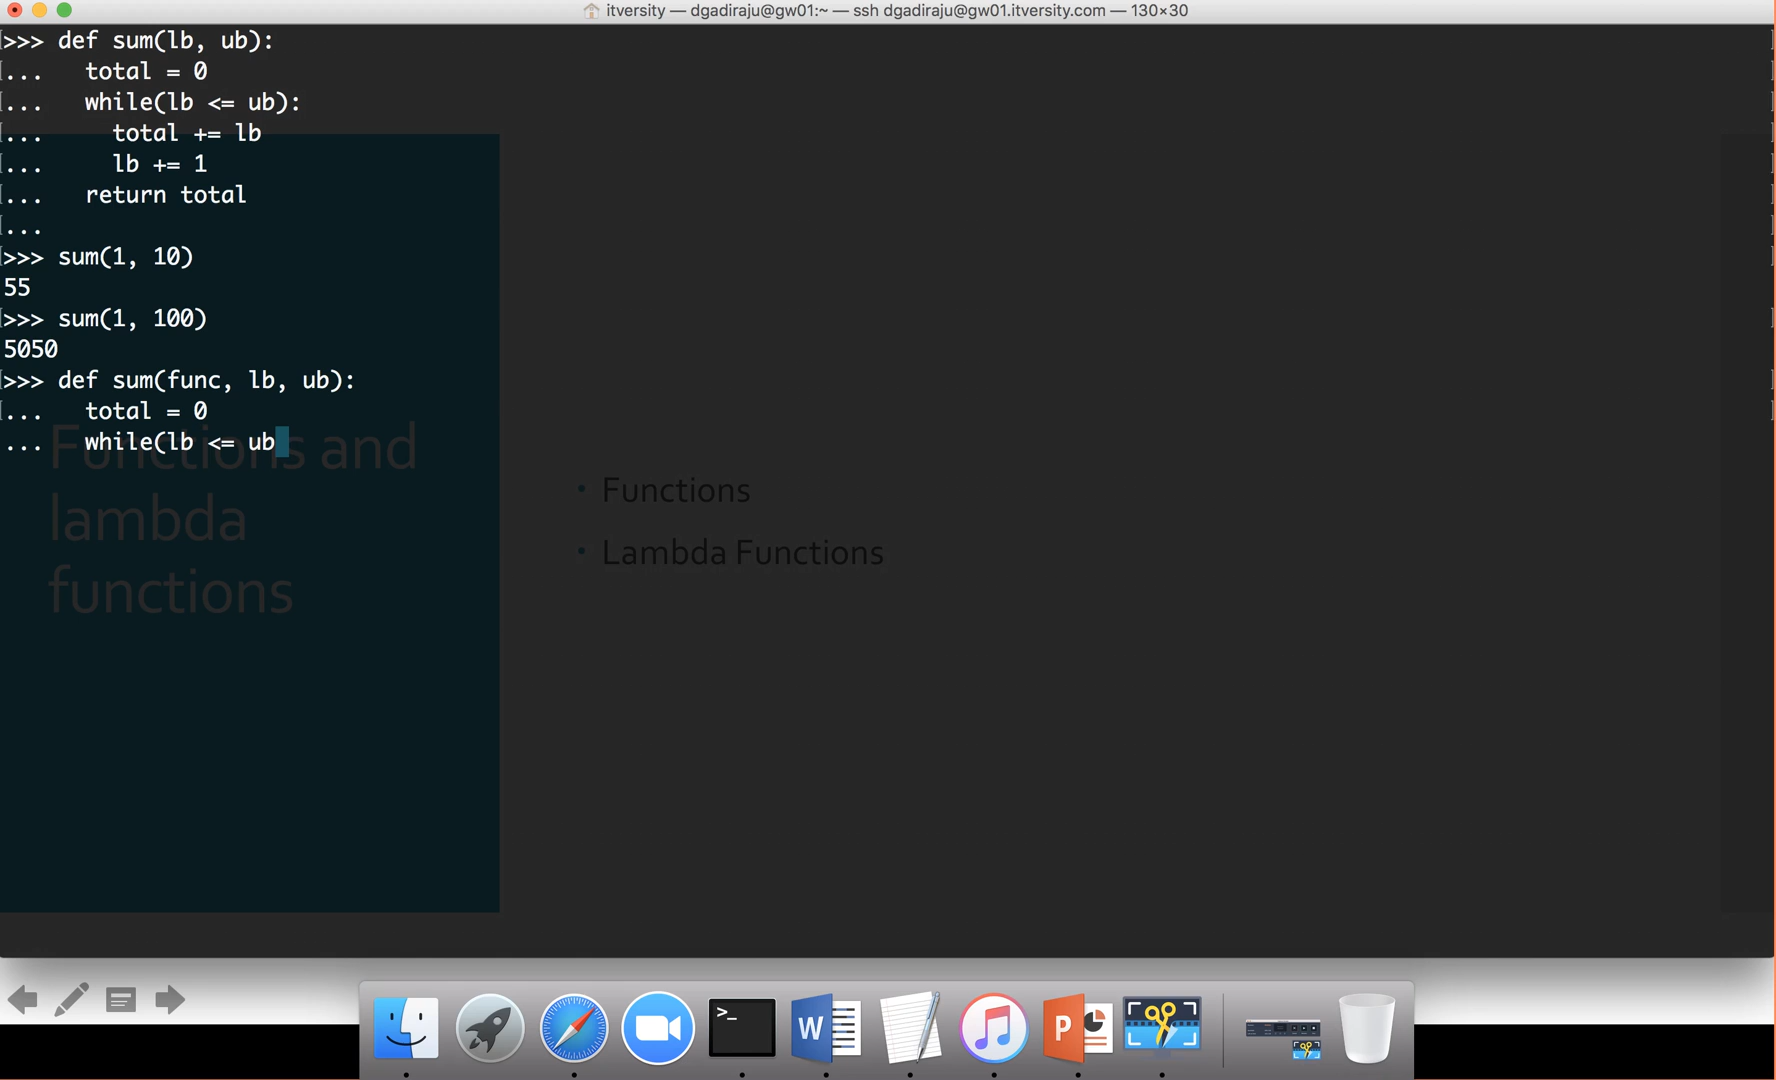 itversity — dgadiraju@gw01:~ — ssh dgadiraju@gw01.itversity.com — 130×30
>>> def sum(lb, ub):
...   total = 0
...   while(lb <= ub):
...     total += lb
...     lb += 1
...   return total
...
>>> sum(1, 10)
55
>>> sum(1, 100)
5050
>>> def sum(func, lb, ub):
...   total = 0
...   while(lb <= ub
Functions and
lambda
functions
• Functions
• Lambda Functions
>_
W
P